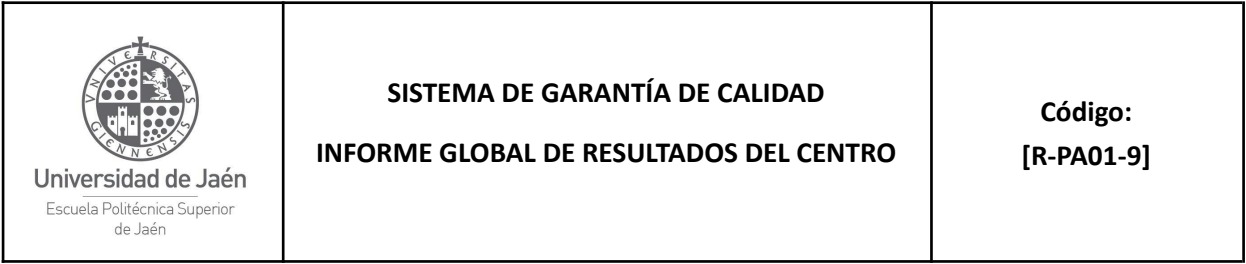 UNIVERSITAS
GIENNENSIS
Universidad de Jaén
Escuela Politécnica Superior
de Jaén
SISTEMA DE GARANTÍA DE CALIDAD
INFORME GLOBAL DE RESULTADOS DEL CENTRO
Código:
[R-PA01-9]